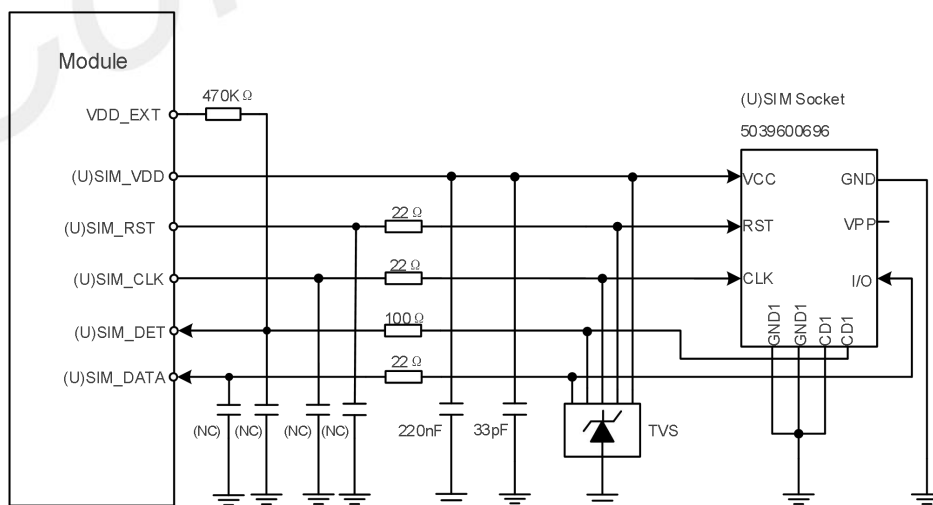 Module
470KΩ
VDD_EXT
(U)SIM Socket
5039600696
(U)SIM_VDD
VCC
GND
(U)SIM_RST
22Ω
RST
VPP
(U)SIM_CLK
22Ω
CLK
I/O
(U)SIM_DET
100Ω
GND1
GND1
CD1
CD1
(U)SIM_DATA
22Ω
(NC)
(NC)
(NC)
(NC)
220nF
33pF
TVS